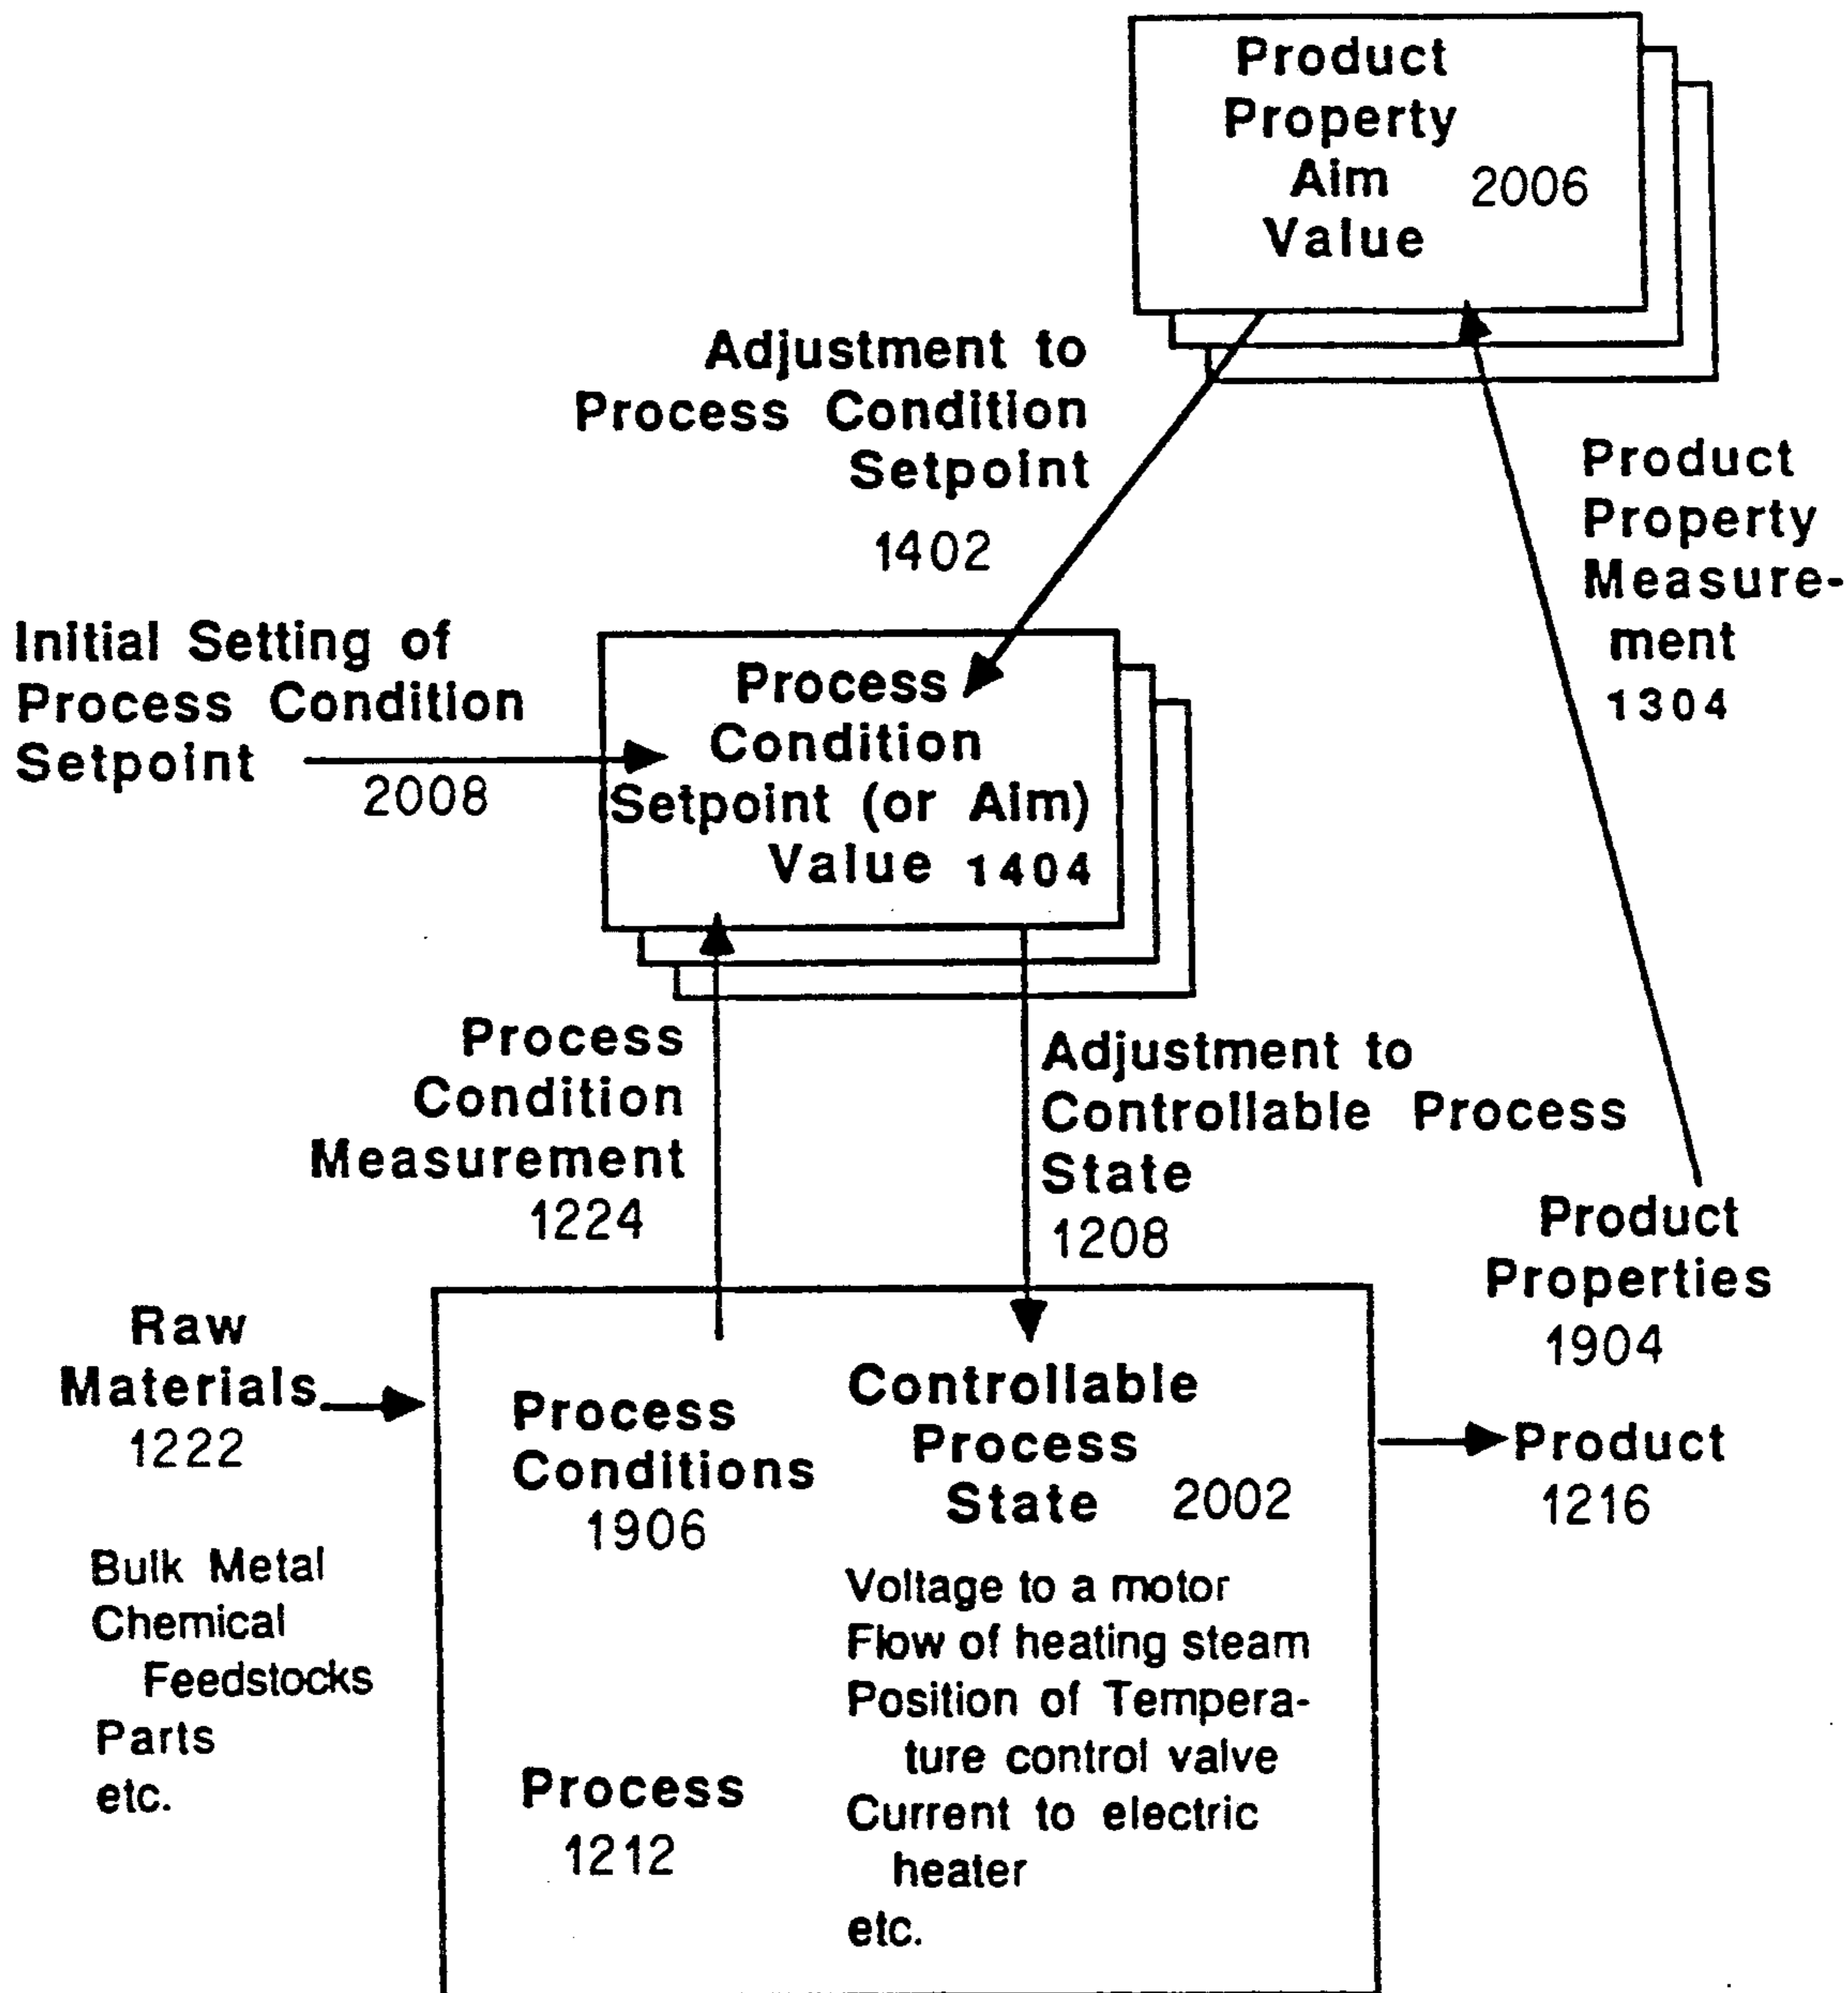 Product
Property
Aim 2006
Value
Adjustment to
Process Condition
Setpoint
1402
Product
Property
Measure-
ment
1304
Initial Setting of
Process Condition
Setpoint
2008
Process
Condition
Setpoint (or Aim)
Value 1404
Process
Condition
Measurement
1224
Adjustment to
Controllable Process
State
1208
Product
Properties
1904
Raw
Materials
1222
Bulk Metal
Chemical
Feedstocks
Parts
etc.
Process
Conditions
1906
Process
1212
Controllable
Process
State 2002
Voltage to a motor
Flow of heating steam
Position of Tempera-
ture control valve
Current to electric
heater
etc.
Product
1216